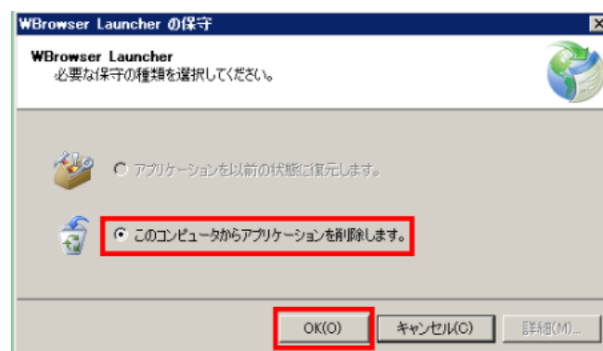 WBrowser Launcher の保守
WBrowser Launcher
必要な保守の種類を選択してください。
アプリケーションを以前の状態に復元します。
このコンピュータからアプリケーションを削除します。
OK(O) キャンセル(C) 詳細(M)...